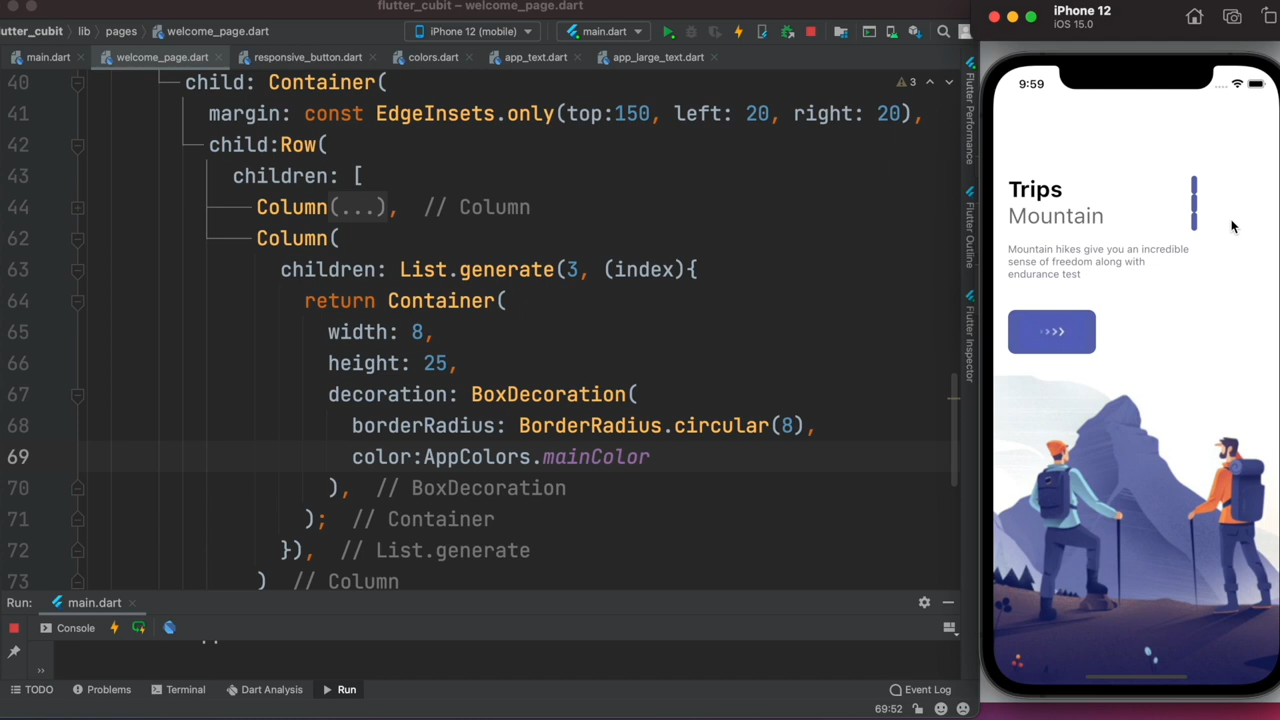 flutter_cubit – welcome_page.dart
lutter_cubit lib pages welcome_page.dart
iPhone 12 (mobile) main.dart
main.dart welcome_page.dart responsive_button.dart colors.dart app_text.dart app_large_text.dart
40 child: Container(
3
41 margin: const EdgeInsets.only(top:150, left: 20, right: 20),
42 child:Row(
43 children: [
44 Column(...), // Column
62 Column(
63 children: List.generate(3, (index){
64 return Container(
65 width: 8,
66 height: 25,
67 decoration: BoxDecoration(
68 borderRadius: BorderRadius.circular(8),
69 color:AppColors.mainColor
70 ), // BoxDecoration
71 ); // Container
72 }), // List.generate
73 ) // Column
Run: main.dart
Console
TODO Problems Terminal Dart Analysis Run Event Log
69:52
Flutter Performance
Flutter Outline
Flutter Inspector
iPhone 12
iOS 15.0
9:59
Trips
Mountain
Mountain hikes give you an incredible
sense of freedom along with
endurance test